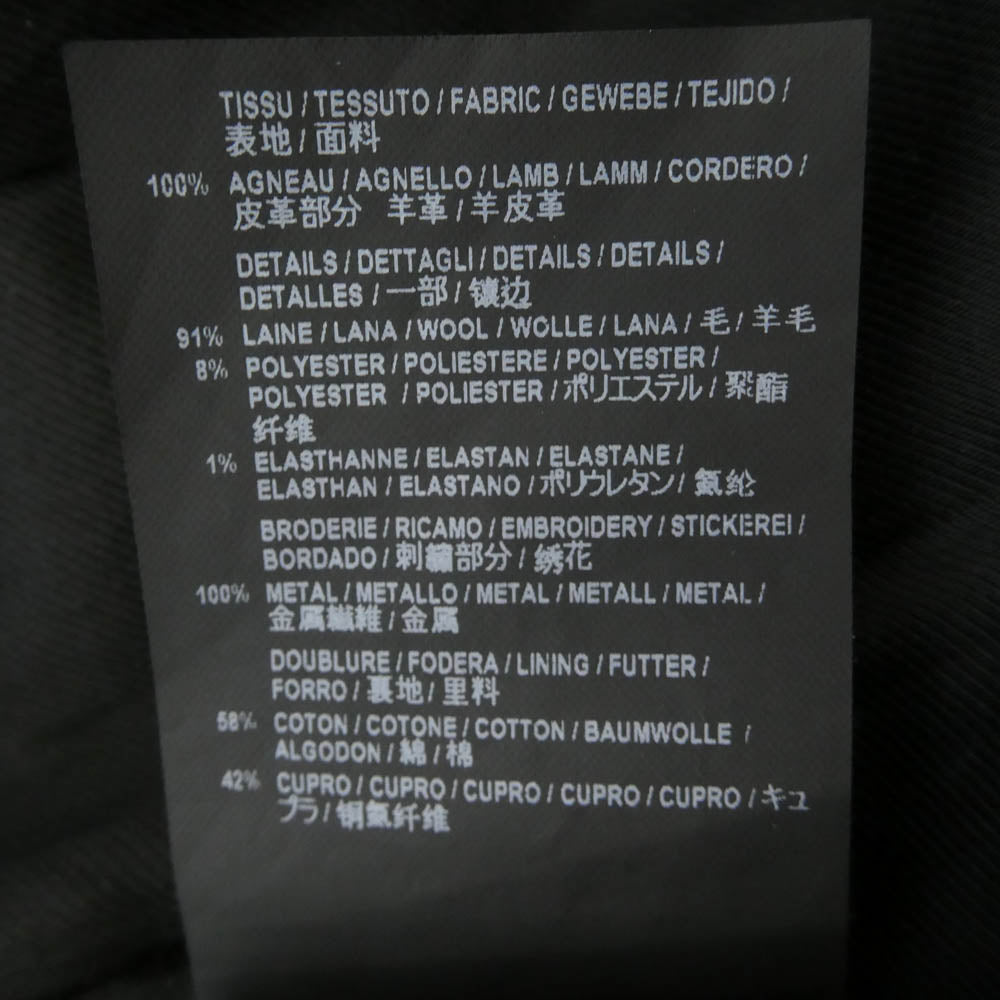 TISSU / TESSUTO / FABRIC / GEWEBE / TEJIDO /
表地 / 面料
100% AGNEAU / AGNELLO / LAMB / LAMM / CORDERO /
皮革部分 羊革 / 羊皮革
DETAILS / DETTAGLI / DETAILS / DETAILS /
DETALLES / 一部 / 镶边
91% LAINE / LANA / WOOL / WOLLE / LANA / 毛 / 羊毛
8% POLYESTER / POLIESTERE / POLYESTER /
POLYESTER / POLIESTER / ポリエステル / 聚酯
纤维
1% ELASTHANNE / ELASTAN / ELASTANE /
ELASTHAN / ELASTANO / ポリウレタン / 氨纶
BRODERIE / RICAMO / EMBROIDERY / STICKEREI /
BORDADO / 刺繍部分 / 绣花
100% METAL / METALLO / METAL / METALL / METAL /
金属繊維 / 金属
DOUBLURE / FODERA / LINING / FUTTER /
FORRO / 裏地 / 里料
58% COTON / COTONE / COTTON / BAUMWOLLE /
ALGODON / 綿 / 棉
42% CUPRO / CUPRO / CUPRO / CUPRO / CUPRO / キュ
プラ / 铜氨纤维